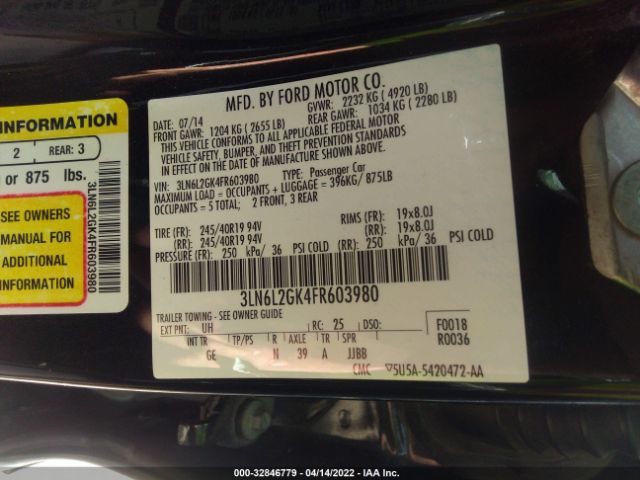 INFORMATION
2 REAR: 3
or 875 lbs.
SEE OWNERS
MANUAL FOR
ADDITIONAL
INFORMATION
3LN6L2GK4FR603980
MFD. BY FORD MOTOR CO.
DATE: 07/14 GVWR: 2232 KG ( 4920 LB)
FRONT GAWR: 1204 KG ( 2655 LB) REAR GAWR: 1034 KG ( 2280 LB)
THIS VEHICLE CONFORMS TO ALL APPLICABLE FEDERAL MOTOR
VEHICLE SAFETY, BUMPER, AND THEFT PREVENTION STANDARDS IN
EFFECT ON THE DATE OF MANUFACTURE SHOWN ABOVE.
VIN: 3LN6L2GK4FR603980 TYPE: Passenger Car
MAXIMUM LOAD = OCCUPANTS + LUGGAGE = 396KG/ 875LB
OCCUPANTS = 5 TOTAL; 2 FRONT, 3 REAR
TIRE (FR): 245/40R19 94V RIMS (FR): 19x8.0J
(RR): 245/40R19 94V (RR): 19x8.0J
PRESSURE (FR): 250 kPa/ 36 PSI COLD (RR): 250 kPa/ 36 PSI COLD
3LN6L2GK4FR603980
TRAILER TOWING - SEE OWNER GUIDE
EXT PNT: UH RC: 25 DSO: F0018
INT TR TP/PS R AXLE TR SPR R0036
GE N 39 A JJBB
CMC ▽5U5A-5420472-AA
000-32846779 - 04/14/2022 - IAA Inc.